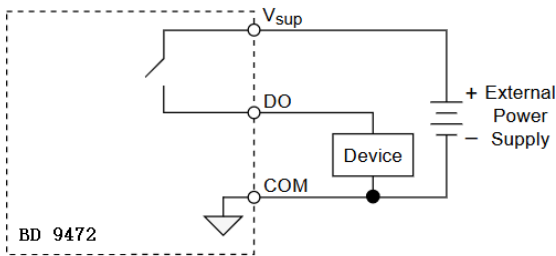 Vsup
DO
+ External
Power
− Supply
Device
COM
BD 9472